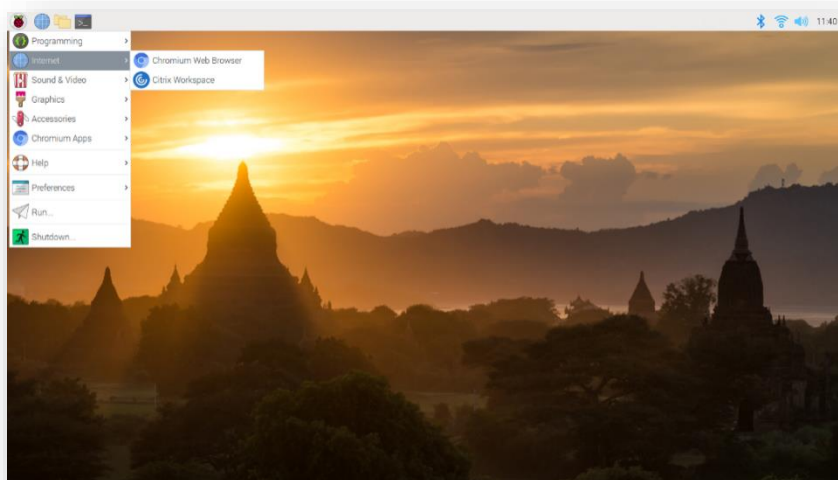 11:40
Programming
Internet
Chromium Web Browser
Sound & Video
Citrix Workspace
Graphics
Accessories
Chromium Apps
Help
Preferences
Run...
Shutdown...